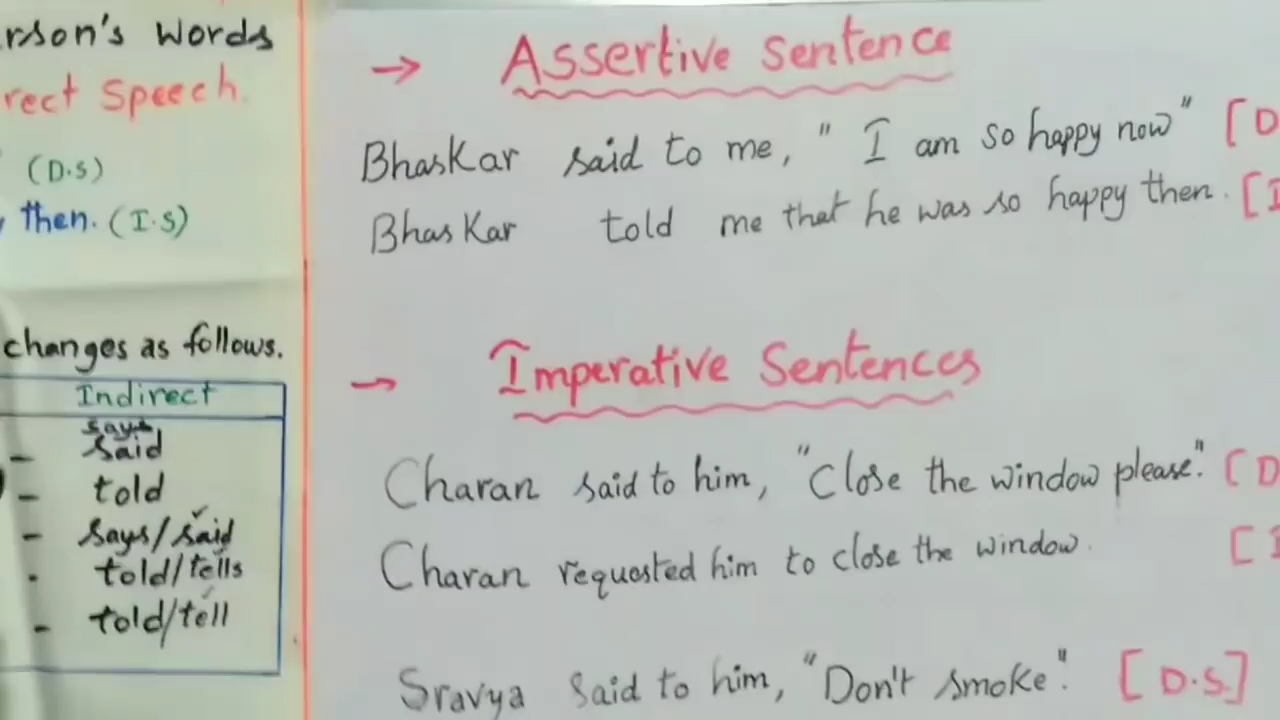 rson's words
rect Speech.
(D.S)
then. (I.S)
changes as follows.
Indirect
says
- said
- told
- says/said
- told/tells
- told/tell
→ Assertive Sentence
Bhaskar said to me, "I am so happy now" [D
Bhaskar told me that he was so happy then. [I
→ Imperative Sentences
Charan said to him, "Close the window please." [D
Charan requested him to close the window. [I
Sravya said to him, "Don't smoke". [D.S.]